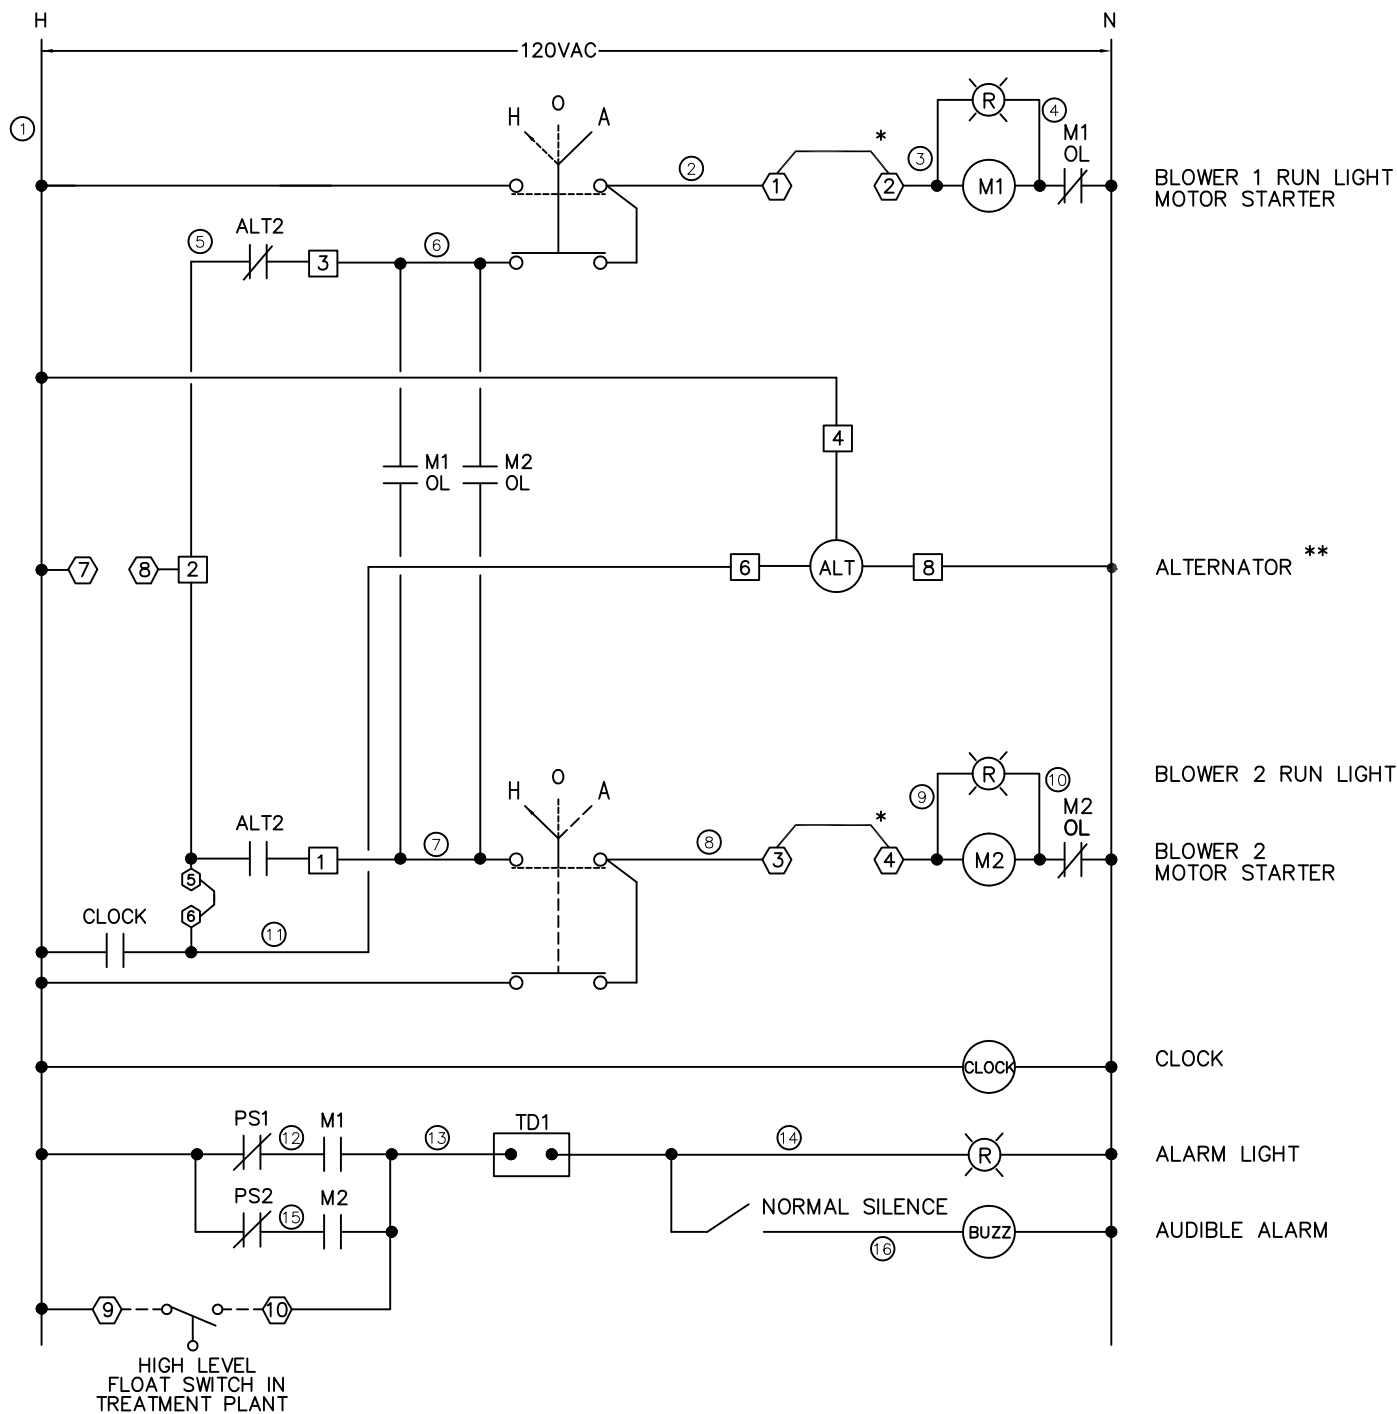 H
N
120VAC
1
H
O
A
2
1
*
2
3
R
4
M1
M1
OL
BLOWER 1 RUN LIGHT
MOTOR STARTER
5
ALT2
3
6
4
M1
OL
M2
OL
7
8
2
6
ALT
8
ALTERNATOR **
H
O
A
BLOWER 2 RUN LIGHT
9
R
10
M2
OL
ALT2
1
7
8
3
*
4
M2
BLOWER 2
MOTOR STARTER
5
6
CLOCK
11
CLOCK
CLOCK
PS1
12
M1
13
TD1
14
R
ALARM LIGHT
PS2
15
M2
NORMAL SILENCE
16
BUZZ
AUDIBLE ALARM
9
10
HIGH LEVEL
FLOAT SWITCH IN
TREATMENT PLANT